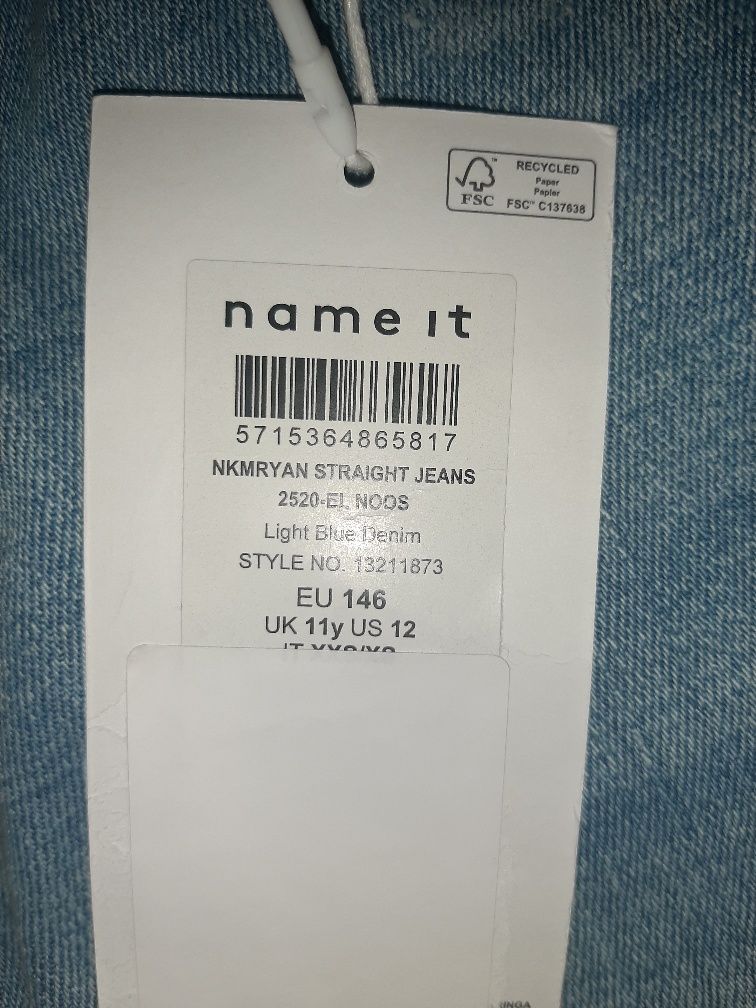 RECYCLED
Paper
Papier
FSC™ C137638
FSC
name it
5715364865817
NKMRYAN STRAIGHT JEANS
2520-EL NOOS
Light Blue Denim
STYLE NO. 13211873
EU 146
UK 11y US 12
IT